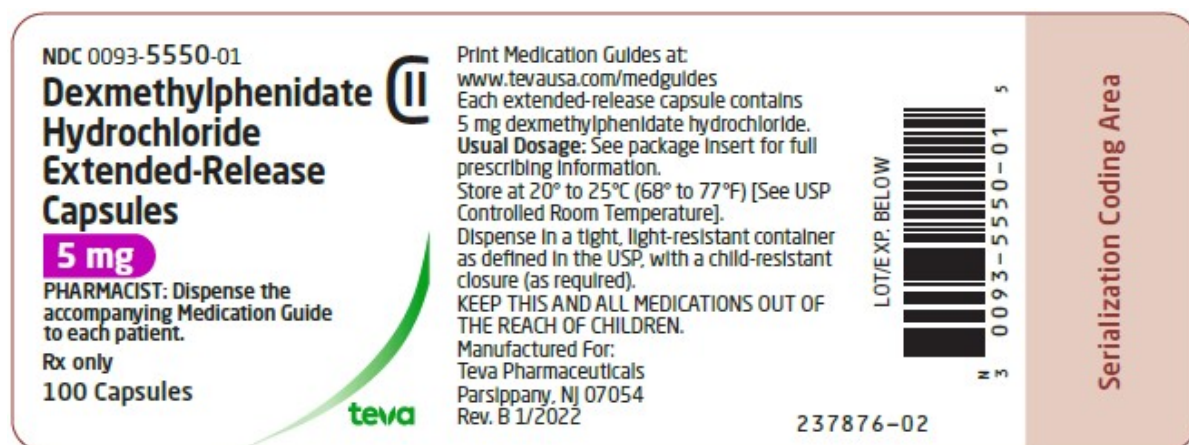 NDC 0093-5550-01
Dexmethylphenidate CII
Hydrochloride
Extended-Release
Capsules
5 mg
PHARMACIST: Dispense the
accompanying Medication Guide
to each patient.
Rx only
100 Capsules
teva
Print Medication Guides at:
www.tevausa.com/medguides
Each extended-release capsule contains
5 mg dexmethylphenidate hydrochloride.
Usual Dosage: See package insert for full
prescribing information.
Store at 20° to 25°C (68° to 77°F) [See USP
Controlled Room Temperature].
Dispense in a tight, light-resistant container
as defined in the USP, with a child-resistant
closure (as required).
KEEP THIS AND ALL MEDICATIONS OUT OF
THE REACH OF CHILDREN.
Manufactured For:
Teva Pharmaceuticals
Parsippany, NJ 07054
Rev. B 1/2022
LOT/EXP. BELOW
N
3 0093-5550-01 5
237876-02
Serialization Coding Area